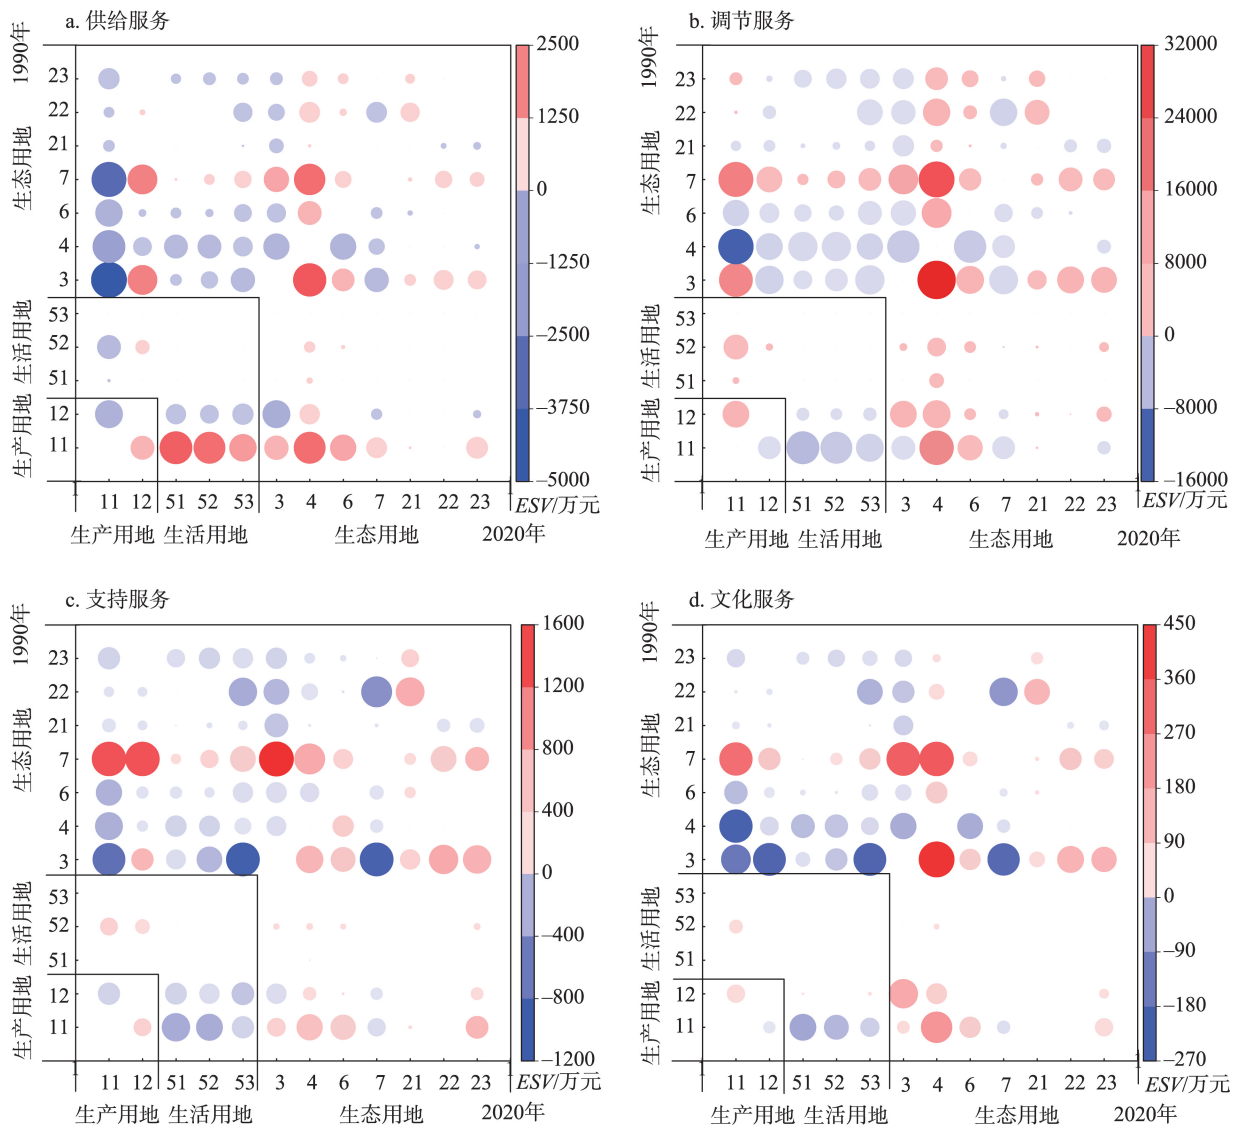 a. 供给服务
1990年
生态用地
生活用地
生产用地
23
22
21
7
6
4
3
53
52
51
12
11
11 12 51 52 53 3 4 6 7 21 22 23
生产用地 生活用地 生态用地 2020年
2500
1250
0
−1250
−2500
−3750
−5000
ESV/万元
b. 调节服务
1990年
生态用地
生活用地
生产用地
23
22
21
7
6
4
3
53
52
51
12
11
11 12 51 52 53 3 4 6 7 21 22 23
生产用地 生活用地 生态用地 2020年
32000
24000
16000
8000
0
−8000
−16000
ESV/万元
c. 支持服务
1990年
生态用地
生活用地
生产用地
23
22
21
7
6
4
3
53
52
51
12
11
11 12 51 52 53 3 4 6 7 21 22 23
生产用地 生活用地 生态用地 2020年
1600
1200
800
400
0
−400
−800
−1200
ESV/万元
d. 文化服务
1990年
生态用地
生活用地
生产用地
23
22
21
7
6
4
3
53
52
51
12
11
11 12 51 52 53 3 4 6 7 21 22 23
生产用地 生活用地 生态用地 2020年
450
360
270
180
90
0
−90
−180
−270
ESV/万元